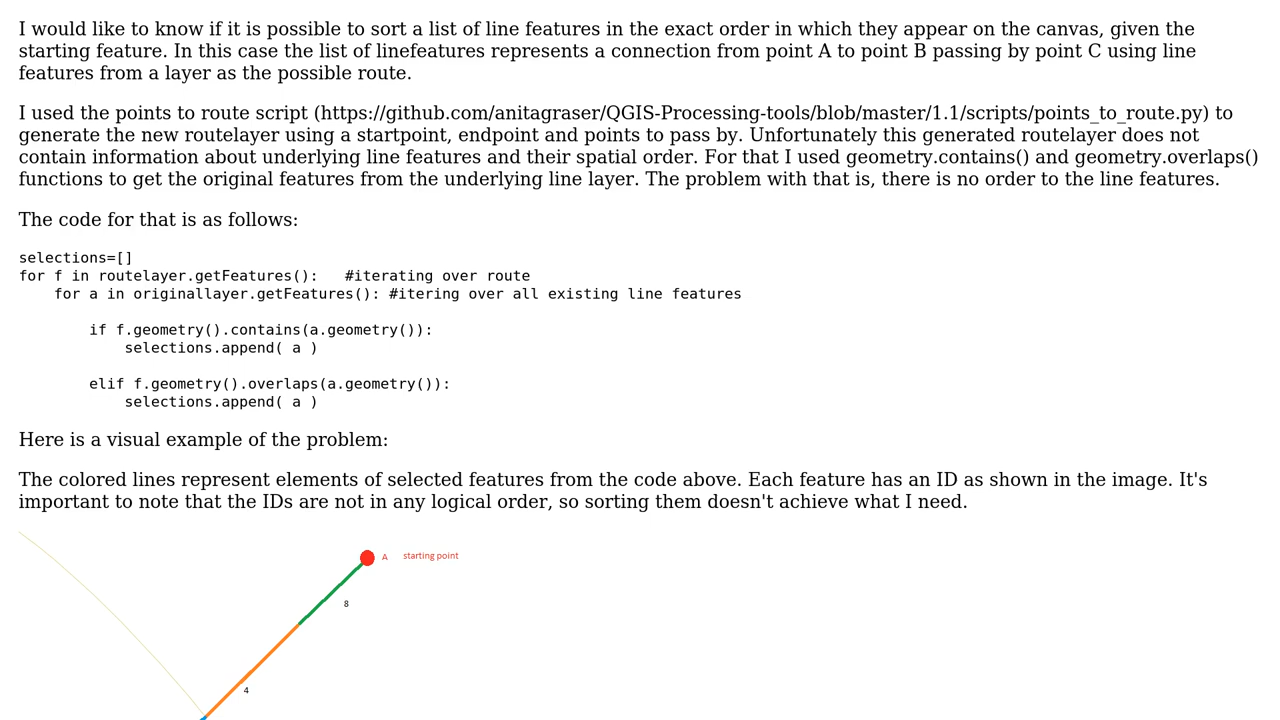 I would like to know if it is possible to sort a list of line features in the exact order in which they appear on the canvas, given the
starting feature. In this case the list of linefeatures represents a connection from point A to point B passing by point C using line
features from a layer as the possible route.
I used the points to route script (https://github.com/anitagraser/QGIS-Processing-tools/blob/master/1.1/scripts/points_to_route.py) to
generate the new routelayer using a startpoint, endpoint and points to pass by. Unfortunately this generated routelayer does not
contain information about underlying line features and their spatial order. For that I used geometry.contains() and geometry.overlaps()
functions to get the original features from the underlying line layer. The problem with that is, there is no order to the line features.
The code for that is as follows:
selections=[]
for f in routelayer.getFeatures():   #iterating over route
    for a in originallayer.getFeatures(): #itering over all existing line features
        if f.geometry().contains(a.geometry()):
            selections.append( a )
        elif f.geometry().overlaps(a.geometry()):
            selections.append( a )
Here is a visual example of the problem:
The colored lines represent elements of selected features from the code above. Each feature has an ID as shown in the image. It's
important to note that the IDs are not in any logical order, so sorting them doesn't achieve what I need.
A starting point
8
4